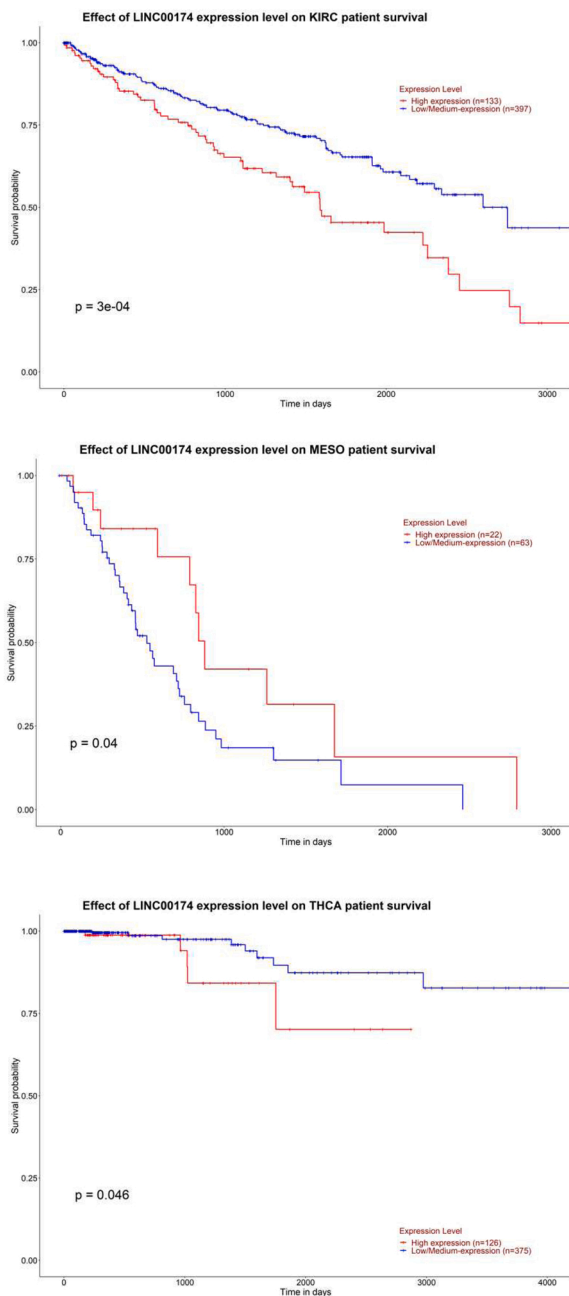 Effect of LINC00174 expression level on KIRC patient survival
1.00
0.75
0.50
0.25
0.00
Survival probability
Expression Level
High expression (n=133)
Low/Medium-expression (n=397)
p = 3e-04
0
1000
2000
3000
Time in days
Effect of LINC00174 expression level on MESO patient survival
1.00
0.75
0.50
0.25
0.00
Survival probability
Expression Level
High expression (n=22)
Low/Medium-expression (n=63)
p = 0.04
0
1000
2000
3000
Time in days
Effect of LINC00174 expression level on THCA patient survival
1.00
0.75
0.50
0.25
0.00
Survival probability
p = 0.046
Expression Level
High expression (n=126)
Low/Medium-expression (n=375)
0
1000
2000
3000
4000
Time in days